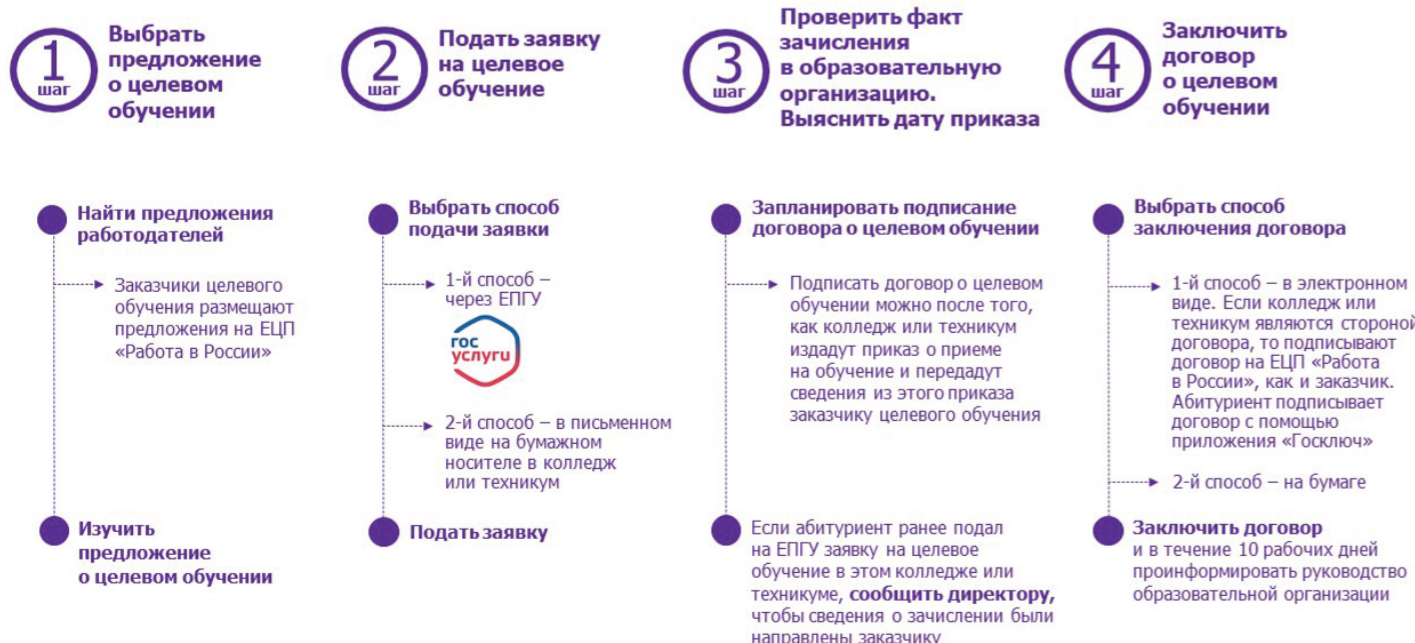 1
шаг
Выбрать
предложение
о целевом
обучении
Найти предложения
работодателей
Заказчики целевого
обучения размещают
предложения на ЕЦП
«Работа в России»
Изучить
предложение
о целевом обучении
2
шаг
Подать заявку
на целевое
обучение
Выбрать способ
подачи заявки
1-й способ –
через ЕПГУ
гос
услуги
2-й способ – в письменном
виде на бумажном
носителе в колледж
или техникум
Подать заявку
3
шаг
Проверить факт
зачисления
в образовательную
организацию.
Выяснить дату приказа
Запланировать подписание
договора о целевом обучении
Подписать договор о целевом
обучении можно после того,
как колледж или техникум
издадут приказ о приеме
на обучение и передадут
сведения из этого приказа
заказчику целевого обучения
Если абитуриент ранее подал
на ЕПГУ заявку на целевое
обучение в этом колледже или
техникуме, сообщить директору,
чтобы сведения о зачислении были
направлены заказчику
4
шаг
Заключить
договор
о целевом
обучении
Выбрать способ
заключения договора
1-й способ – в электронном
виде. Если колледж или
техникум являются стороной
договора, то подписывают
договор на ЕЦП «Работа
в России», как и заказчик.
Абитуриент подписывает
договор с помощью
приложения «Госключ»
2-й способ – на бумаге
Заключить договор
и в течение 10 рабочих дней
проинформировать руководство
образовательной организации